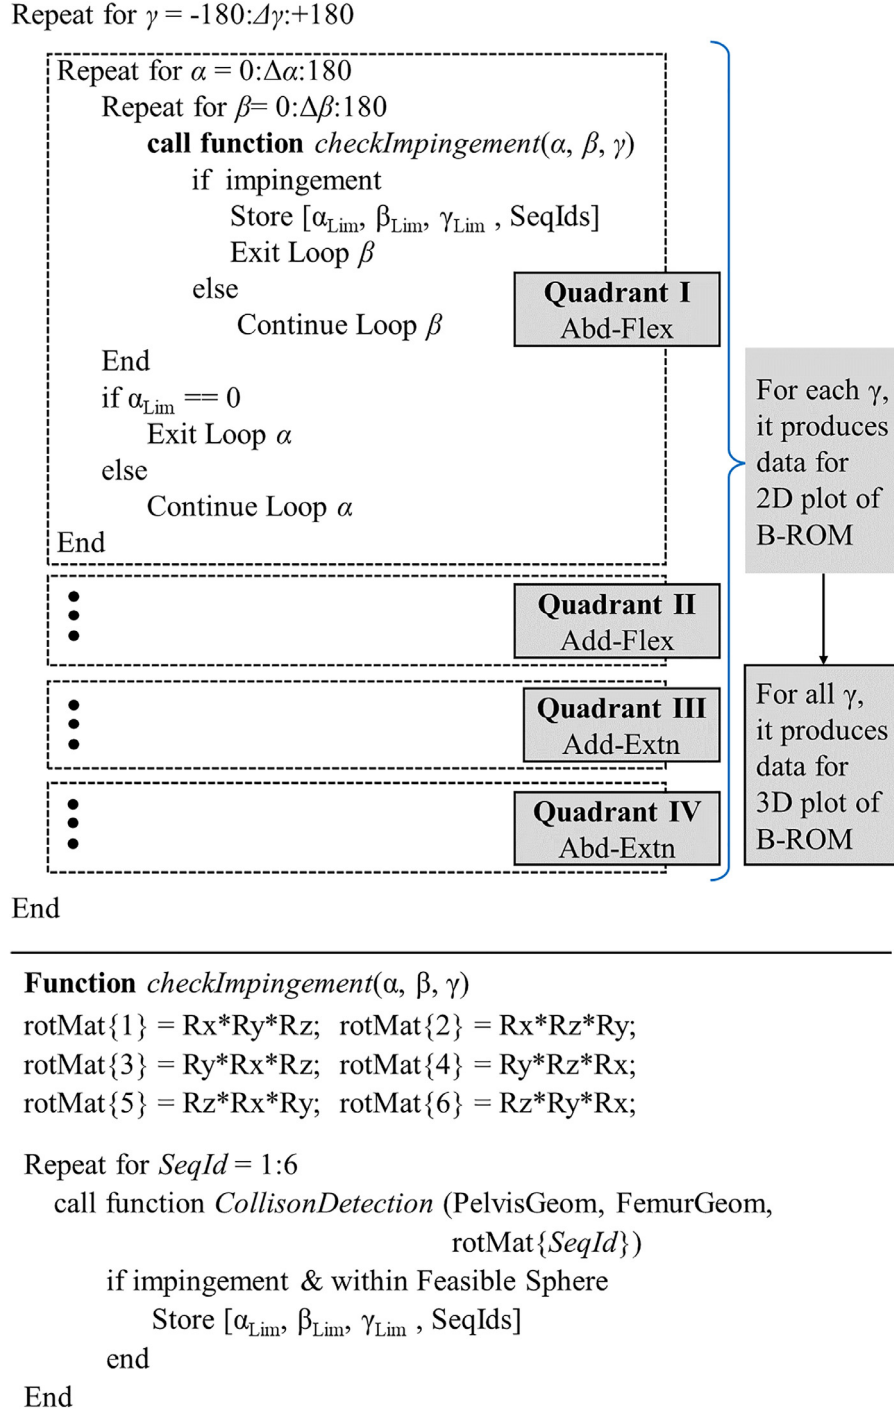 Repeat for γ = -180:Δγ:+180
Repeat for α = 0:Δα:180
Repeat for β= 0:Δβ:180
call function checkImpingement(α, β, γ)
if impingement
Store [αLim, βLim, γLim , SeqIds]
Exit Loop β
else
Continue Loop β
End
if αLim == 0
Exit Loop α
else
Continue Loop α
End
Quadrant I
Abd-Flex
Quadrant II
Add-Flex
Quadrant III
Add-Extn
Quadrant IV
Abd-Extn
For each γ,
it produces
data for
2D plot of
B-ROM
For all γ,
it produces
data for
3D plot of
B-ROM
End
Function checkImpingement(α, β, γ)
rotMat{1} = Rx*Ry*Rz; rotMat{2} = Rx*Rz*Ry;
rotMat{3} = Ry*Rx*Rz; rotMat{4} = Ry*Rz*Rx;
rotMat{5} = Rz*Rx*Ry; rotMat{6} = Rz*Ry*Rx;
Repeat for SeqId = 1:6
call function CollisonDetection (PelvisGeom, FemurGeom,
rotMat{SeqId})
if impingement & within Feasible Sphere
Store [αLim, βLim, γLim , SeqIds]
end
End